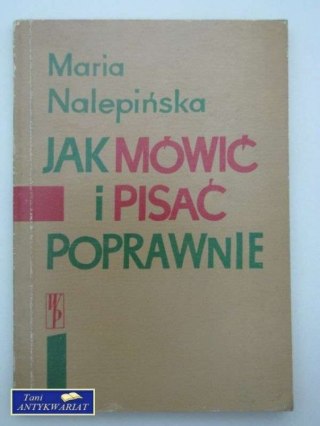 Maria
Nalepińska
JAK MÓWIĆ
i PISAĆ
POPRAWNIE
WP
Tani
ANTYKWARIAT